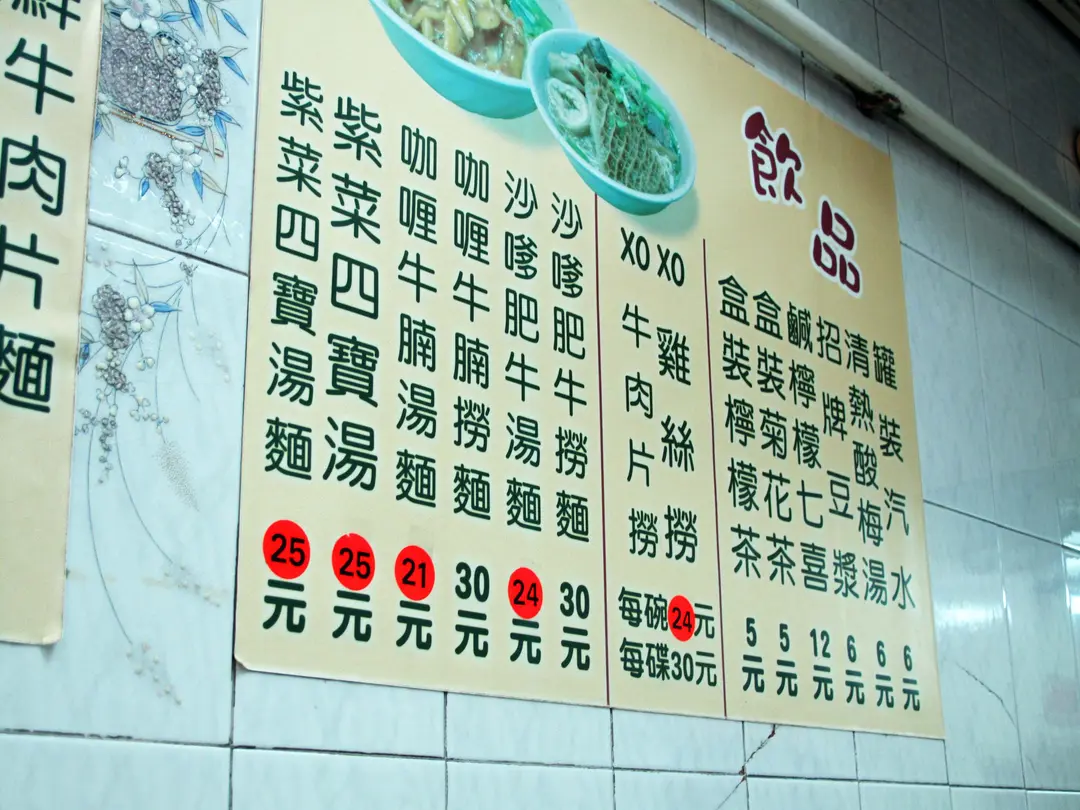 鮮牛肉片麵
紫菜四寶湯麵 25元
紫菜四寶湯 25元
咖喱牛腩湯麵 21元
咖喱牛腩撈麵 30元
沙嗲肥牛湯麵 24元
沙嗲肥牛撈麵 30元
XO牛肉片撈
XO雞絲撈
每碗24元
每碟30元
飲品
盒裝檸檬茶 5元
盒裝菊花茶 5元
鹹檸檬七喜 12元
招牌豆漿 6元
清熱酸梅湯 6元
罐裝汽水 6元